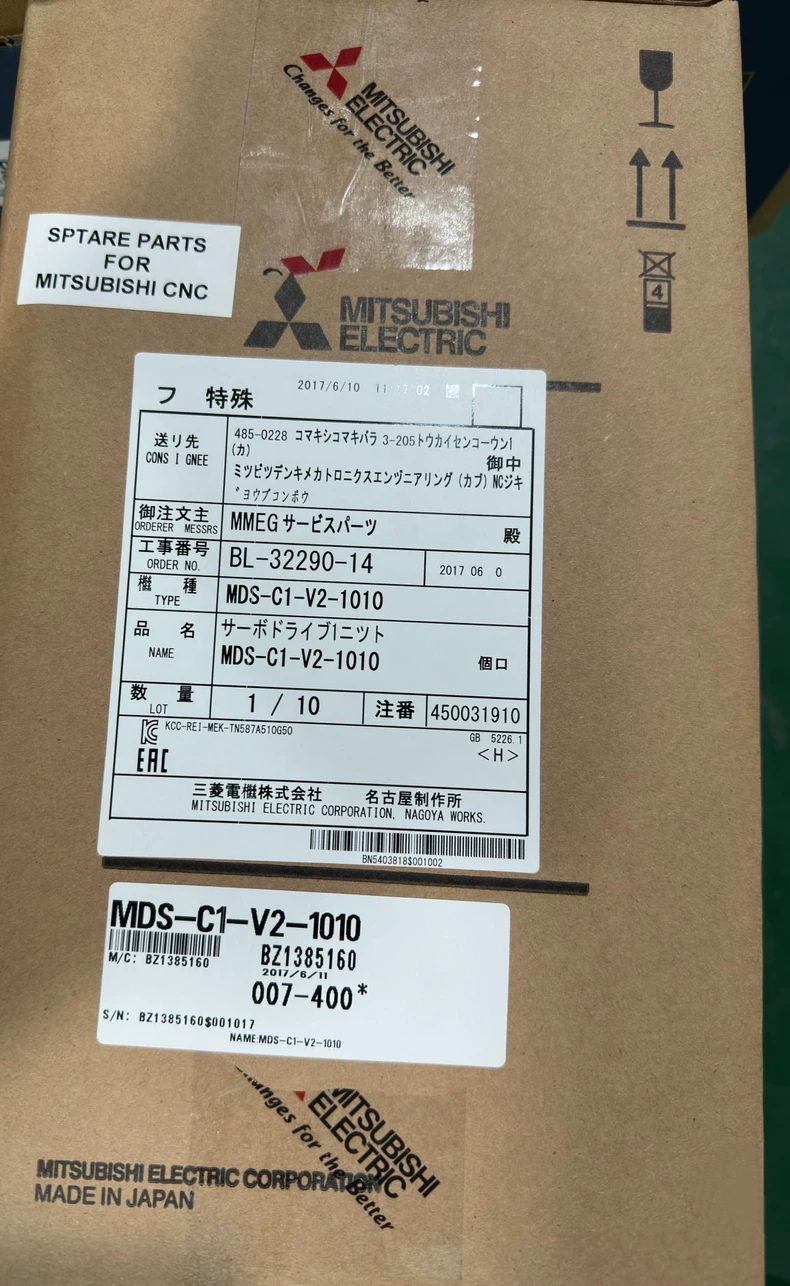 MITSUBISHI
ELECTRIC
Changes for the Better
SPTARE PARTS
FOR
MITSUBISHI CNC
4
MITSUBISHI
ELECTRIC
フ 特殊
2017/6/10
送り先
CONS I GNEE
485-0228 コマキシコマキバラ 3-205トウカイセンコーウン1
(カ)
御中
ミツビツデンキメカトロニクスエンヅニアリング (カブ) NCジキ
゛ョウブコンポウ
御注文主
ORDERER MESSRS
MMEG サービスパーツ
殿
工事番号
ORDER NO.
BL-32290-14
2017 06 0
機 種
TYPE
MDS-C1-V2-1010
品 名
NAME
サーボドライブ1ニット
MDS-C1-V2-1010
個口
数 量
LOT
1 / 10
注番
450031910
KCC-REI-MEK-TN587A510G50
GB 5226.1
EAC
<H>
三菱電機株式会社 名古屋制作所
MITSUBISHI ELECTRIC CORPORATION. NAGOYA WORKS.
BN5403818$001002
MDS-C1-V2-1010
M/C: BZ1385160
BZ1385160
2017/6/11
007-400*
S/N: BZ1385160$001017
NAME:MDS-C1-V2-1010
MITSUBISHI
ELECTRIC
anges for the Better
MITSUBISHI ELECTRIC CORPORATION
MADE IN JAPAN